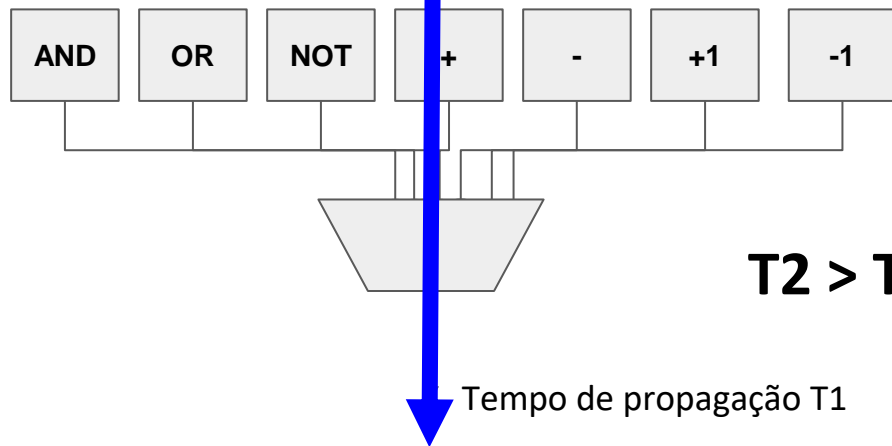 AND OR NOT + - +1 -1
T2 > T
Tempo de propagação T1